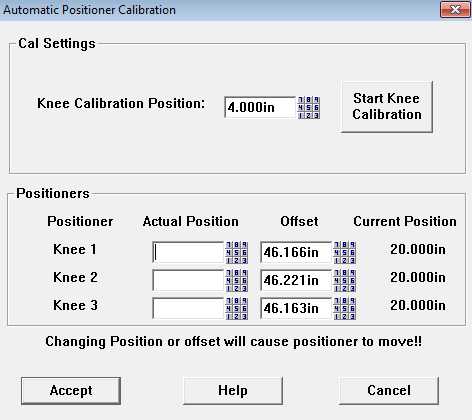 Automatic Positioner Calibration
Cal Settings
Knee Calibration Position: 4.000in
Start Knee
Calibration
Positioners
Positioner Actual Position Offset Current Position
Knee 1 46.166in 20.000in
Knee 2 46.221in 20.000in
Knee 3 46.163in 20.000in
Changing Position or offset will cause positioner to move!!
Accept Help Cancel